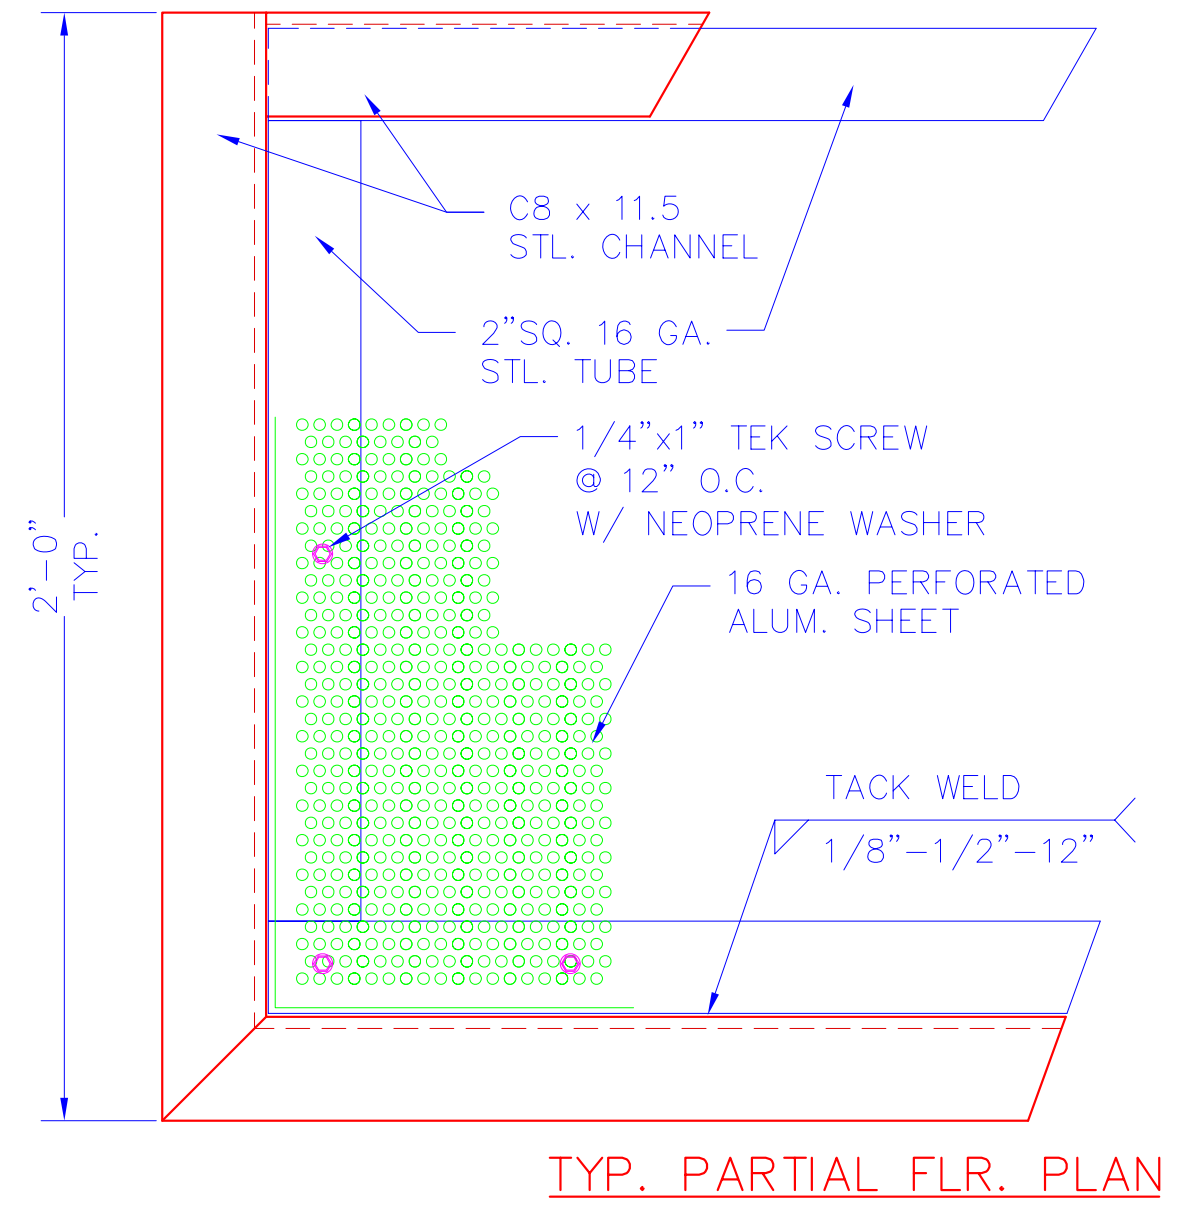 C8 x 11.5
STL. CHANNEL
2"SQ. 16 GA.
STL. TUBE
1/4"x1" TEK SCREW
@ 12" O.C.
W/ NEOPRENE WASHER
16 GA. PERFORATED
ALUM. SHEET
2'-0"
TYP.
TACK WELD
1/8"-1/2"-12"
TYP. PARTIAL FLR. PLAN